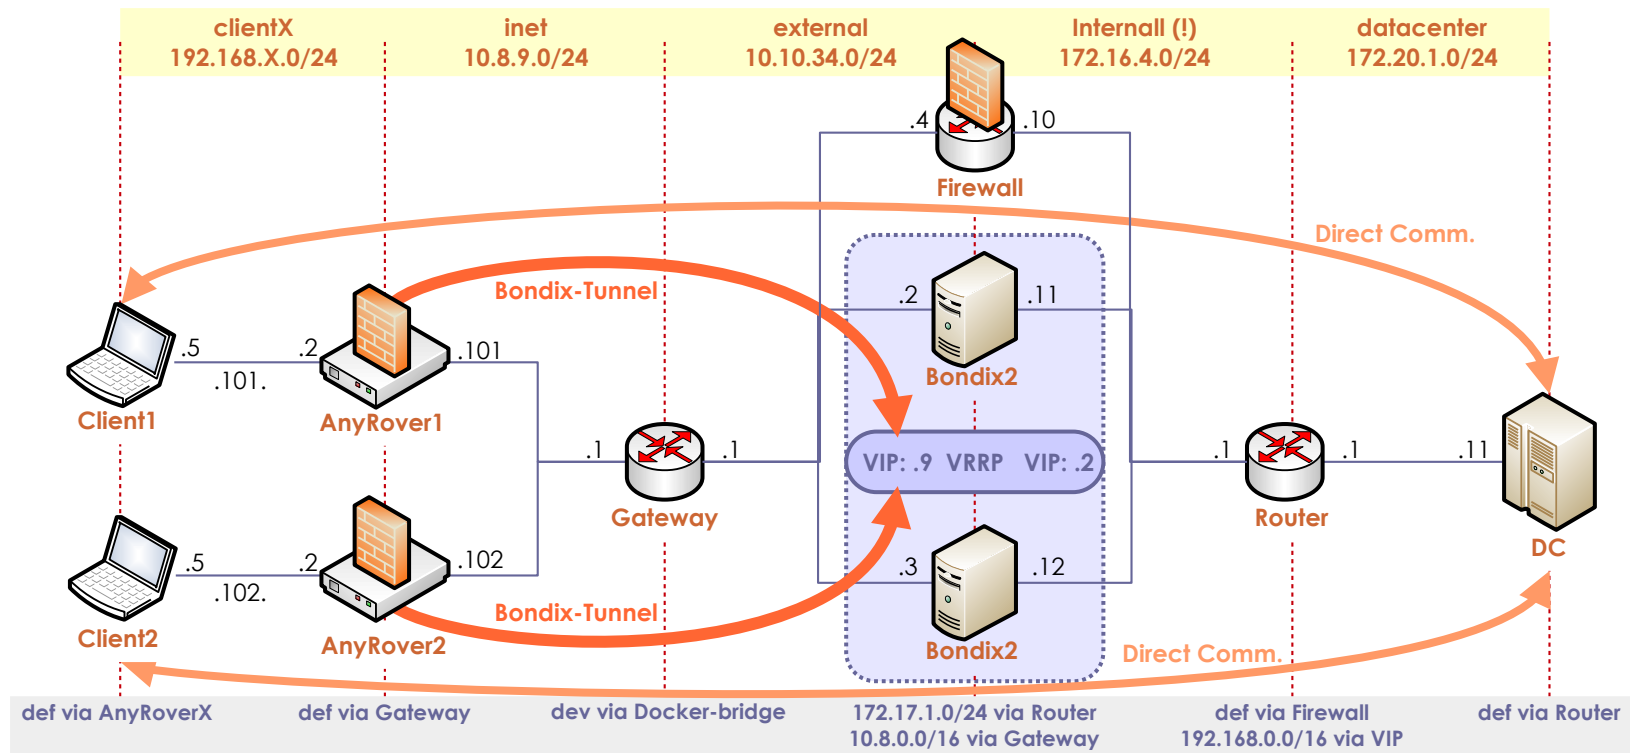 clientX
192.168.X.0/24
inet
10.8.9.0/24
external
10.10.34.0/24
Internall (!)
172.16.4.0/24
datacenter
172.20.1.0/24
.4
.10
Firewall
Direct Comm.
Bondix-Tunnel
.2
.11
Bondix2
.5
.2
.101
.101.
Client1
AnyRover1
.1
.1
VIP: .9 VRRP VIP: .2
.1
.1
.11
Gateway
Router
DC
.5
.2
.102
.102.
.3
.12
Bondix-Tunnel
Client2
AnyRover2
Bondix2
Direct Comm.
def via AnyRoverX
def via Gateway
dev via Docker-bridge
172.17.1.0/24 via Router
10.8.0.0/16 via Gateway
def via Firewall
192.168.0.0/16 via VIP
def via Router